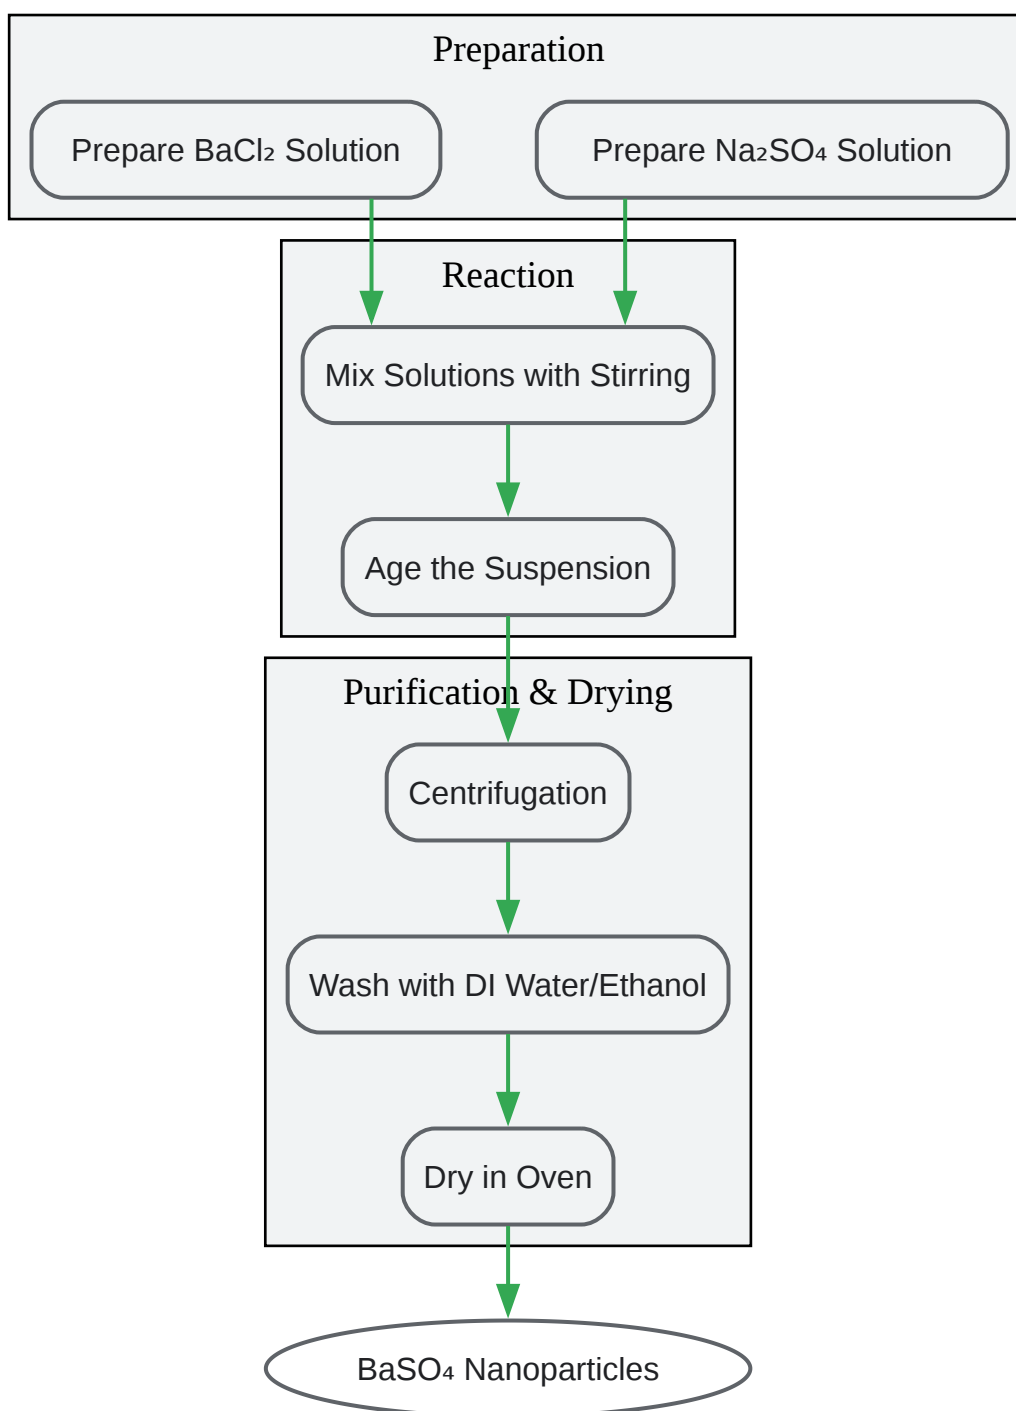 Preparation
Prepare BaCl₂ Solution
Prepare Na₂SO₄ Solution
Reaction
Mix Solutions with Stirring
Age the Suspension
Purification & Drying
Centrifugation
Wash with DI Water/Ethanol
Dry in Oven
BaSO₄ Nanoparticles